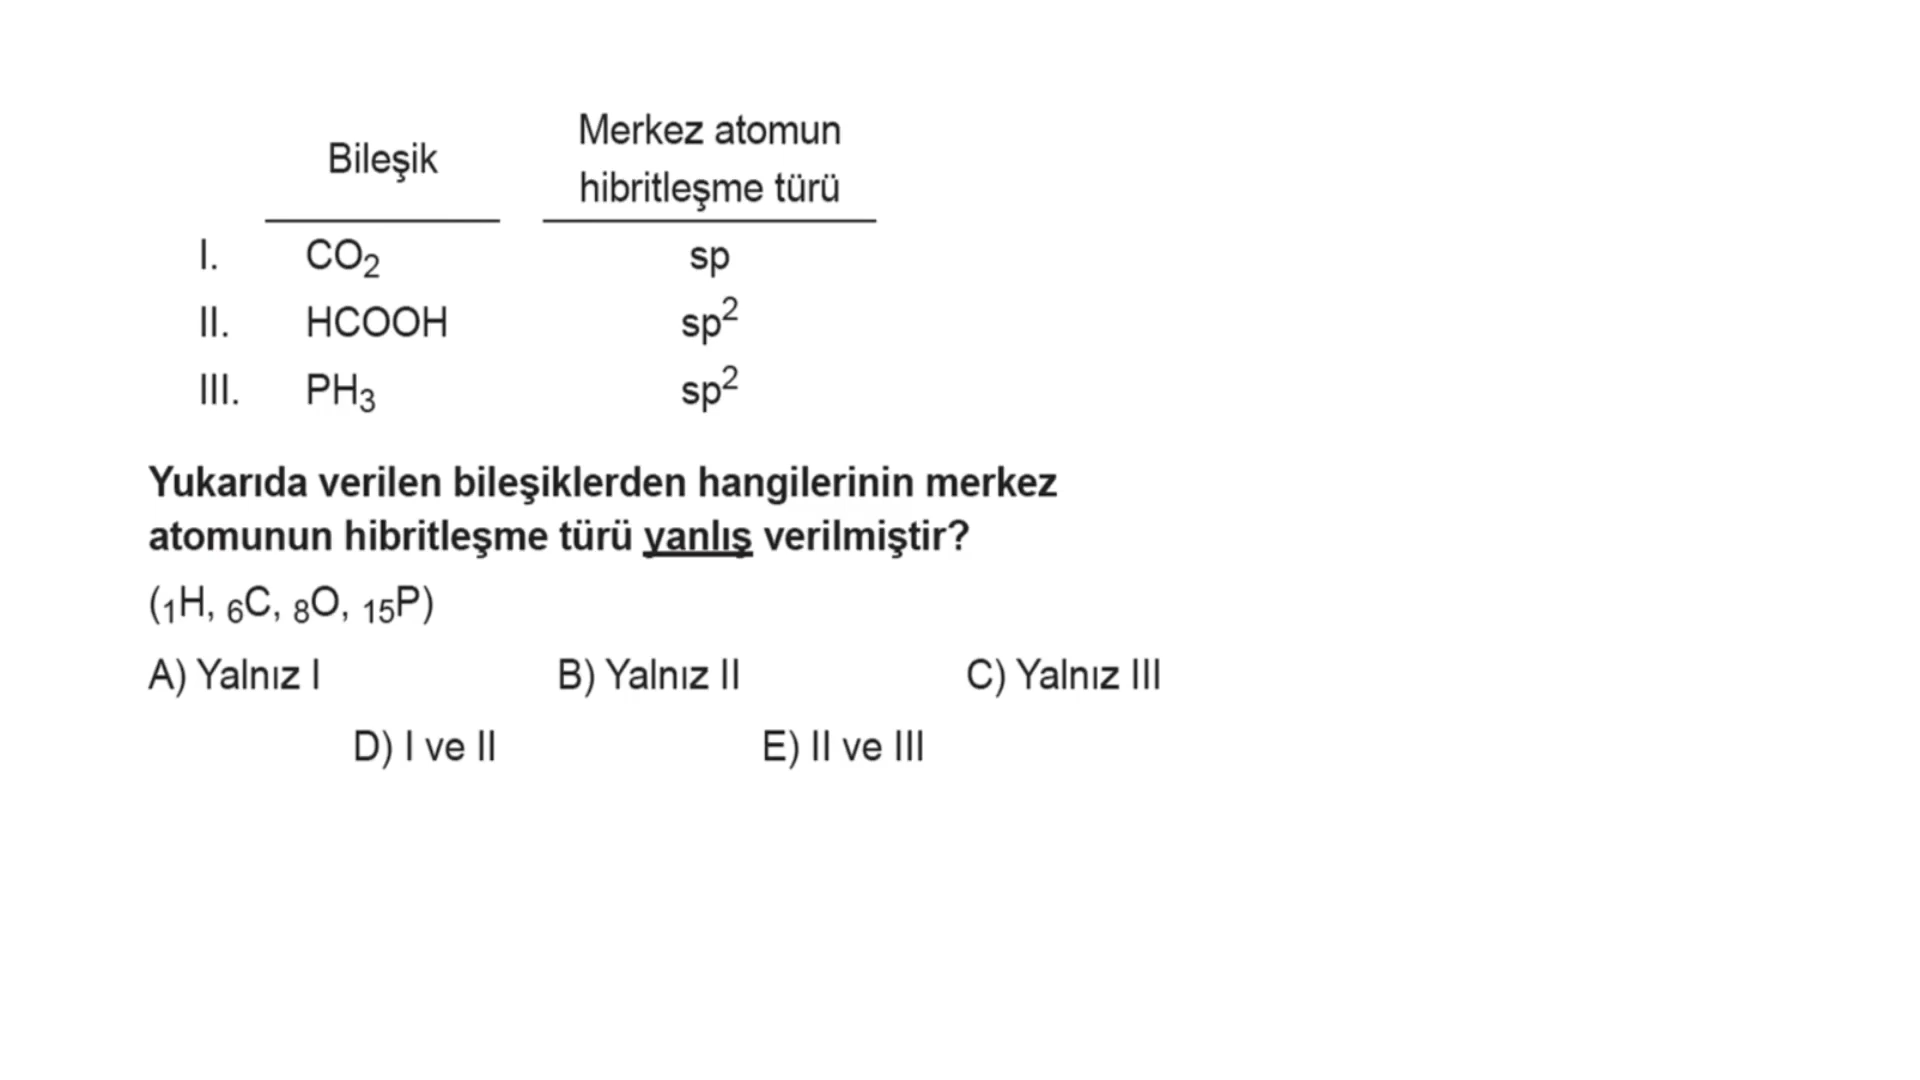 Bileşik Merkez atomun hibritleşme türü
I. CO₂ sp
II. HCOOH sp²
III. PH₃ sp²
Yukarıda verilen bileşiklerden hangilerinin merkez
atomunun hibritleşme türü yanlış verilmiştir?
(₁H, ₆C, ₈O, ₁₅P)
A) Yalnız I B) Yalnız II C) Yalnız III
D) I ve II E) II ve III